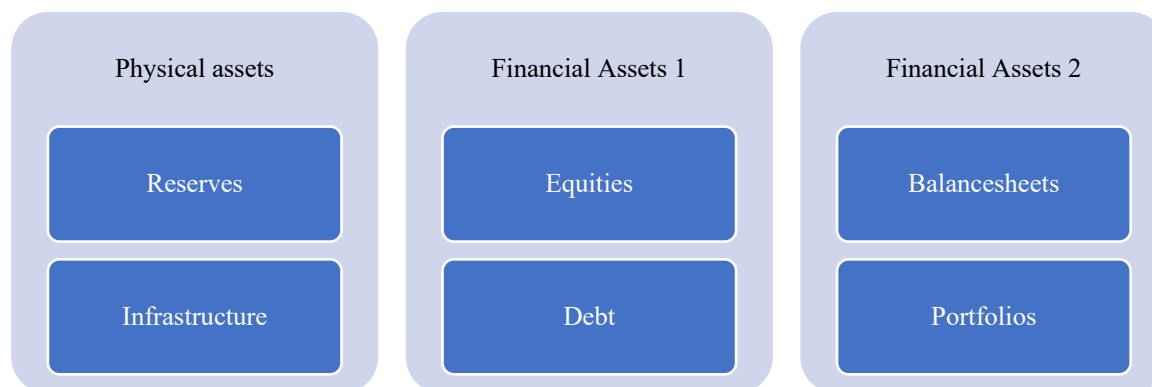 Physical assets
Reserves
Infrastructure
Financial Assets 1
Equities
Debt
Financial Assets 2
Balancesheets
Portfolios